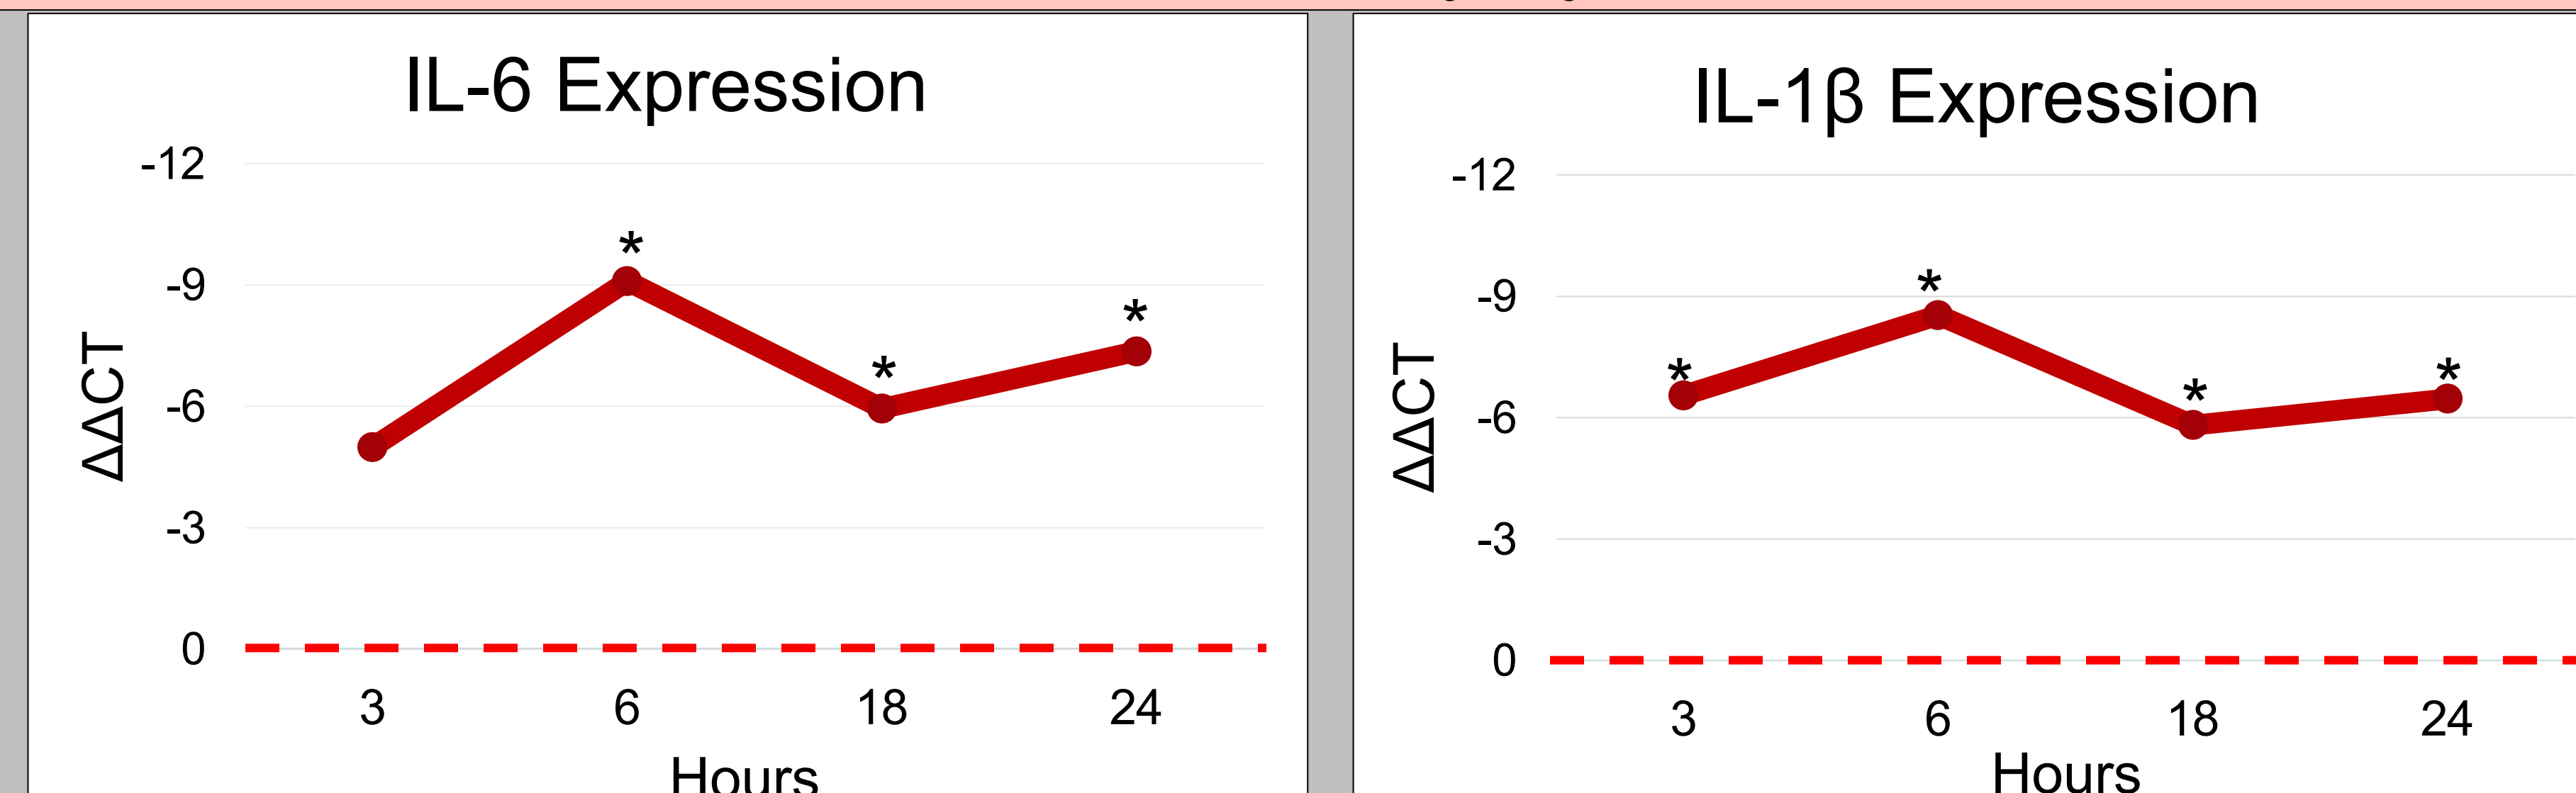 IL-6 Expression
-12
*
-9
*
*
-6
-3
0
ΔΔCT
3 6 18 24
Hours
IL-1β Expression
-12
*
-9
*
*
*
-6
-3
0
ΔΔCT
3 6 18 24
Hours